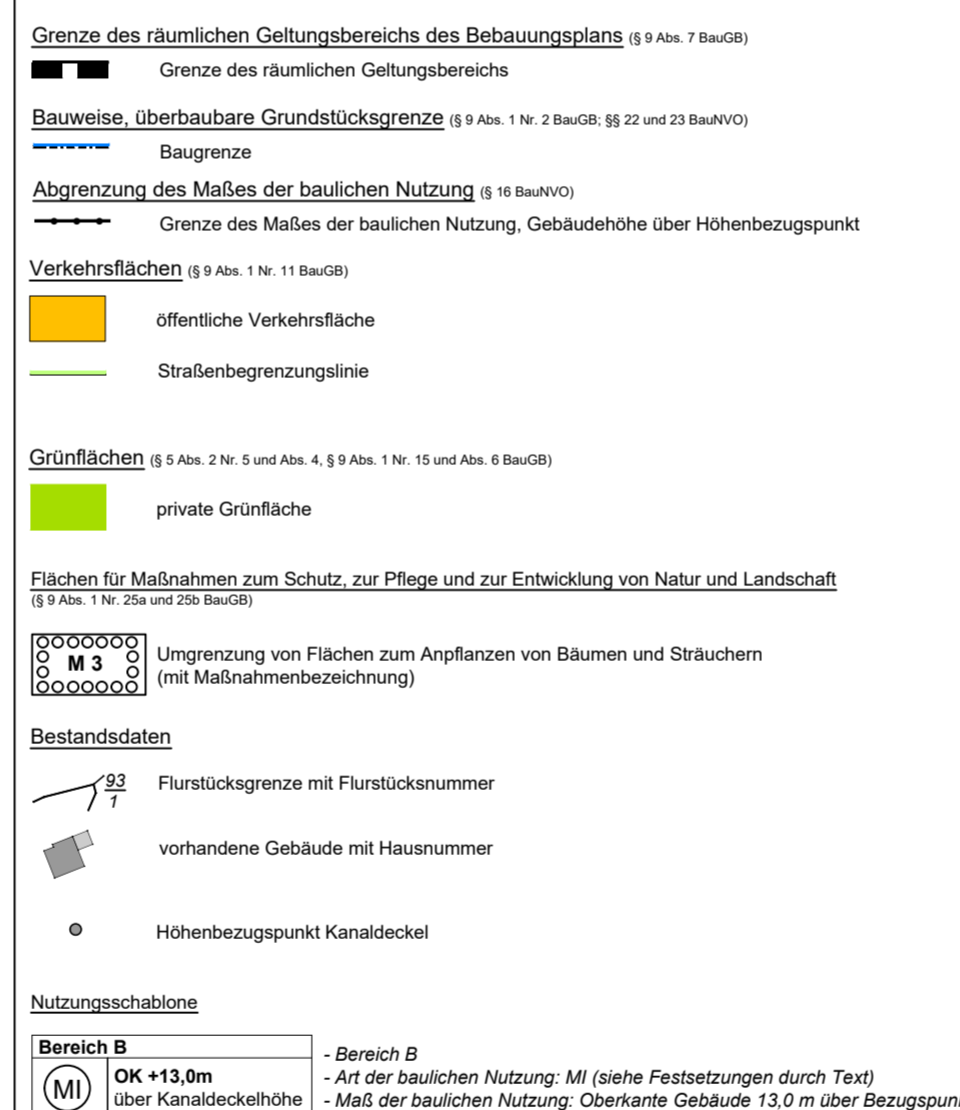 Grenze des räumlichen Geltungsbereichs des Bebauungsplans (§ 9 Abs. 7 BauGB)
Grenze des räumlichen Geltungsbereichs
Bauweise, überbaubare Grundstücksgrenze (§ 9 Abs. 1 Nr. 2 BauGB; §§ 22 und 23 BauNVO)
Baugrenze
Abgrenzung des Maßes der baulichen Nutzung (§ 16 BauNVO)
Grenze des Maßes der baulichen Nutzung, Gebäudehöhe über Höhenbezugspunkt
Verkehrsflächen (§ 9 Abs. 1 Nr. 11 BauGB)
öffentliche Verkehrsfläche
Straßenbegrenzungslinie
Grünflächen (§ 5 Abs. 2 Nr. 5 und Abs. 4, § 9 Abs. 1 Nr. 15 und Abs. 6 BauGB)
private Grünfläche
Flächen für Maßnahmen zum Schutz, zur Pflege und zur Entwicklung von Natur und Landschaft
(§ 9 Abs. 1 Nr. 25a und 25b BauGB)
M 3
Umgrenzung von Flächen zum Anpflanzen von Bäumen und Sträuchern
(mit Maßnahmenbezeichnung)
Bestandsdaten
93
1
Flurstücksgrenze mit Flurstücksnummer
vorhandene Gebäude mit Hausnummer
Höhenbezugspunkt Kanaldeckel
Nutzungsschablone
Bereich B
MI
OK +13,0m
über Kanaldeckelhöhe
- Bereich B
- Art der baulichen Nutzung: MI (siehe Festsetzungen durch Text)
- Maß der baulichen Nutzung: Oberkante Gebäude 13,0 m über